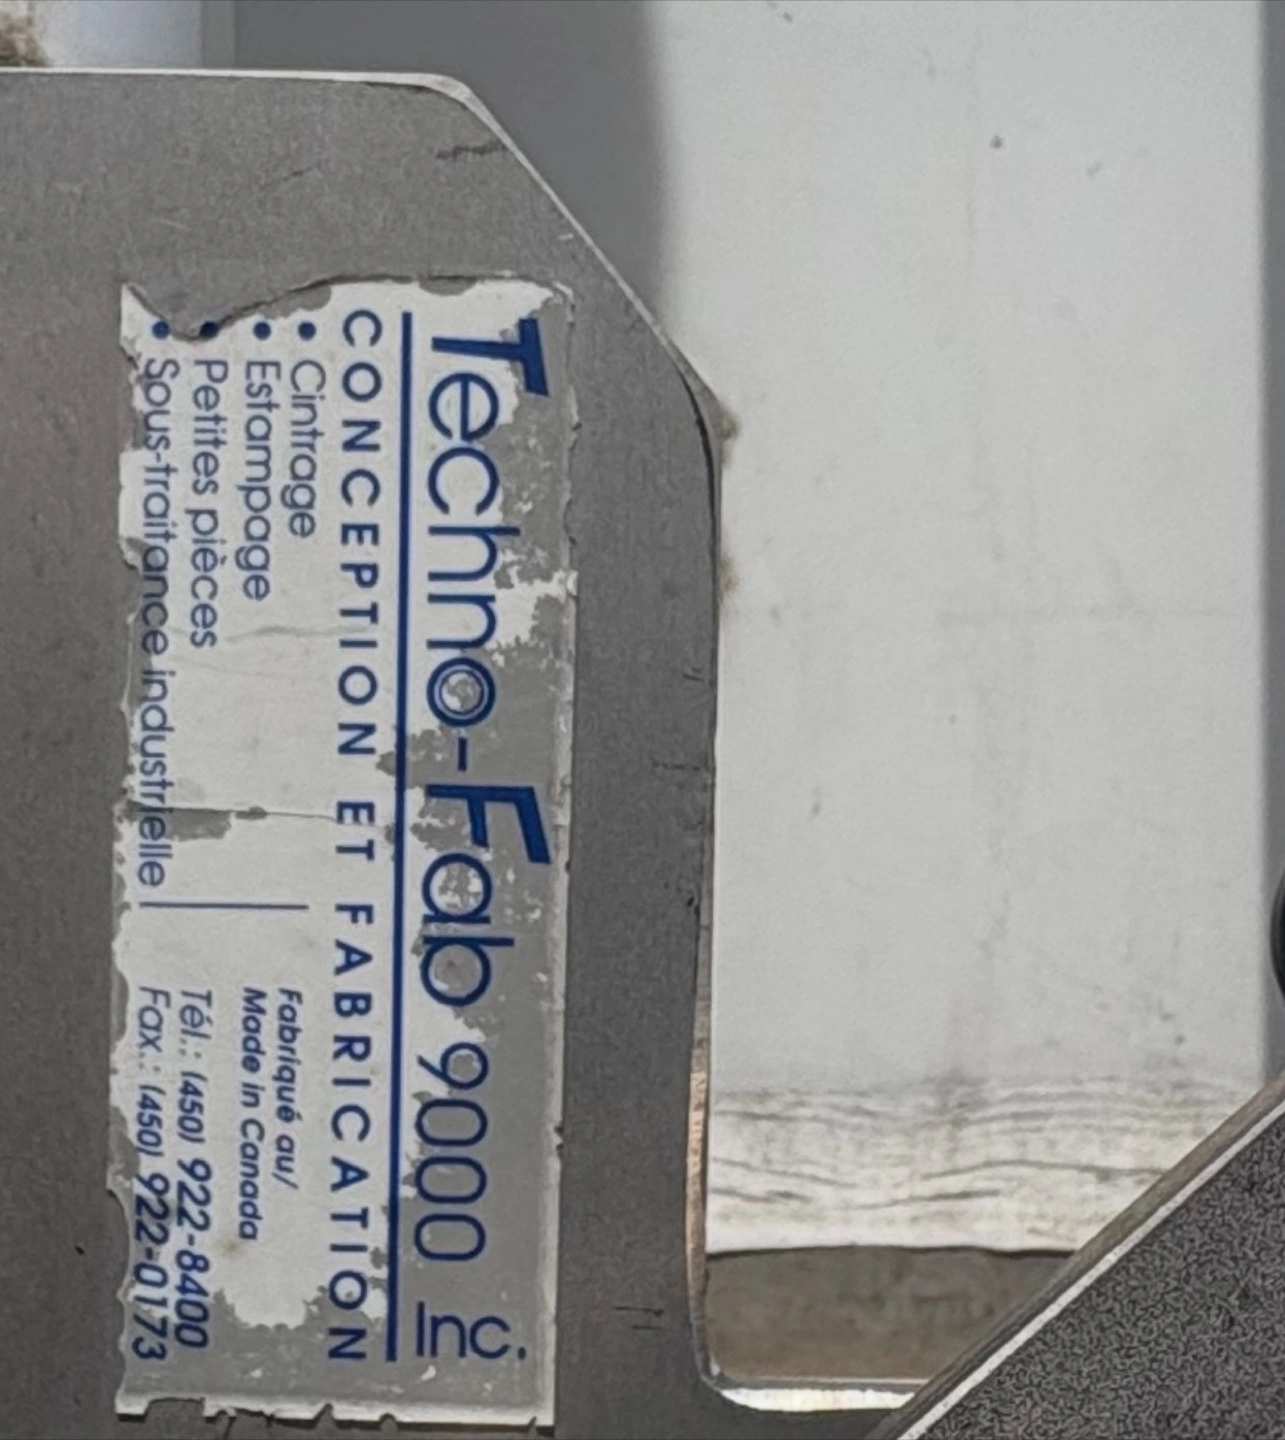 Techno-Fab 9000 inc.
CONCEPTION ET FABRICATION
• Cintrage
• Estampage
• Petites pièces
• Sous-traitance industrielle
Fabriqué au/
Made in Canada
Tél.: (450) 922-8400
Fax.: (450) 922-0173